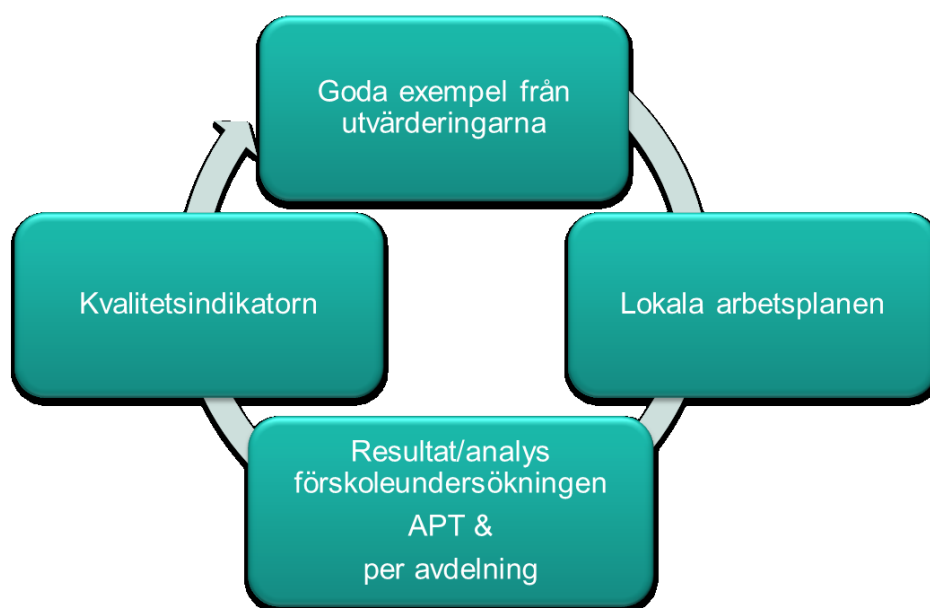 Goda exempel från
utvärderingarna
Kvalitetsindikatorn
Lokala arbetsplanen
Resultat/analys
förskoleundersökningen
APT &
per avdelning